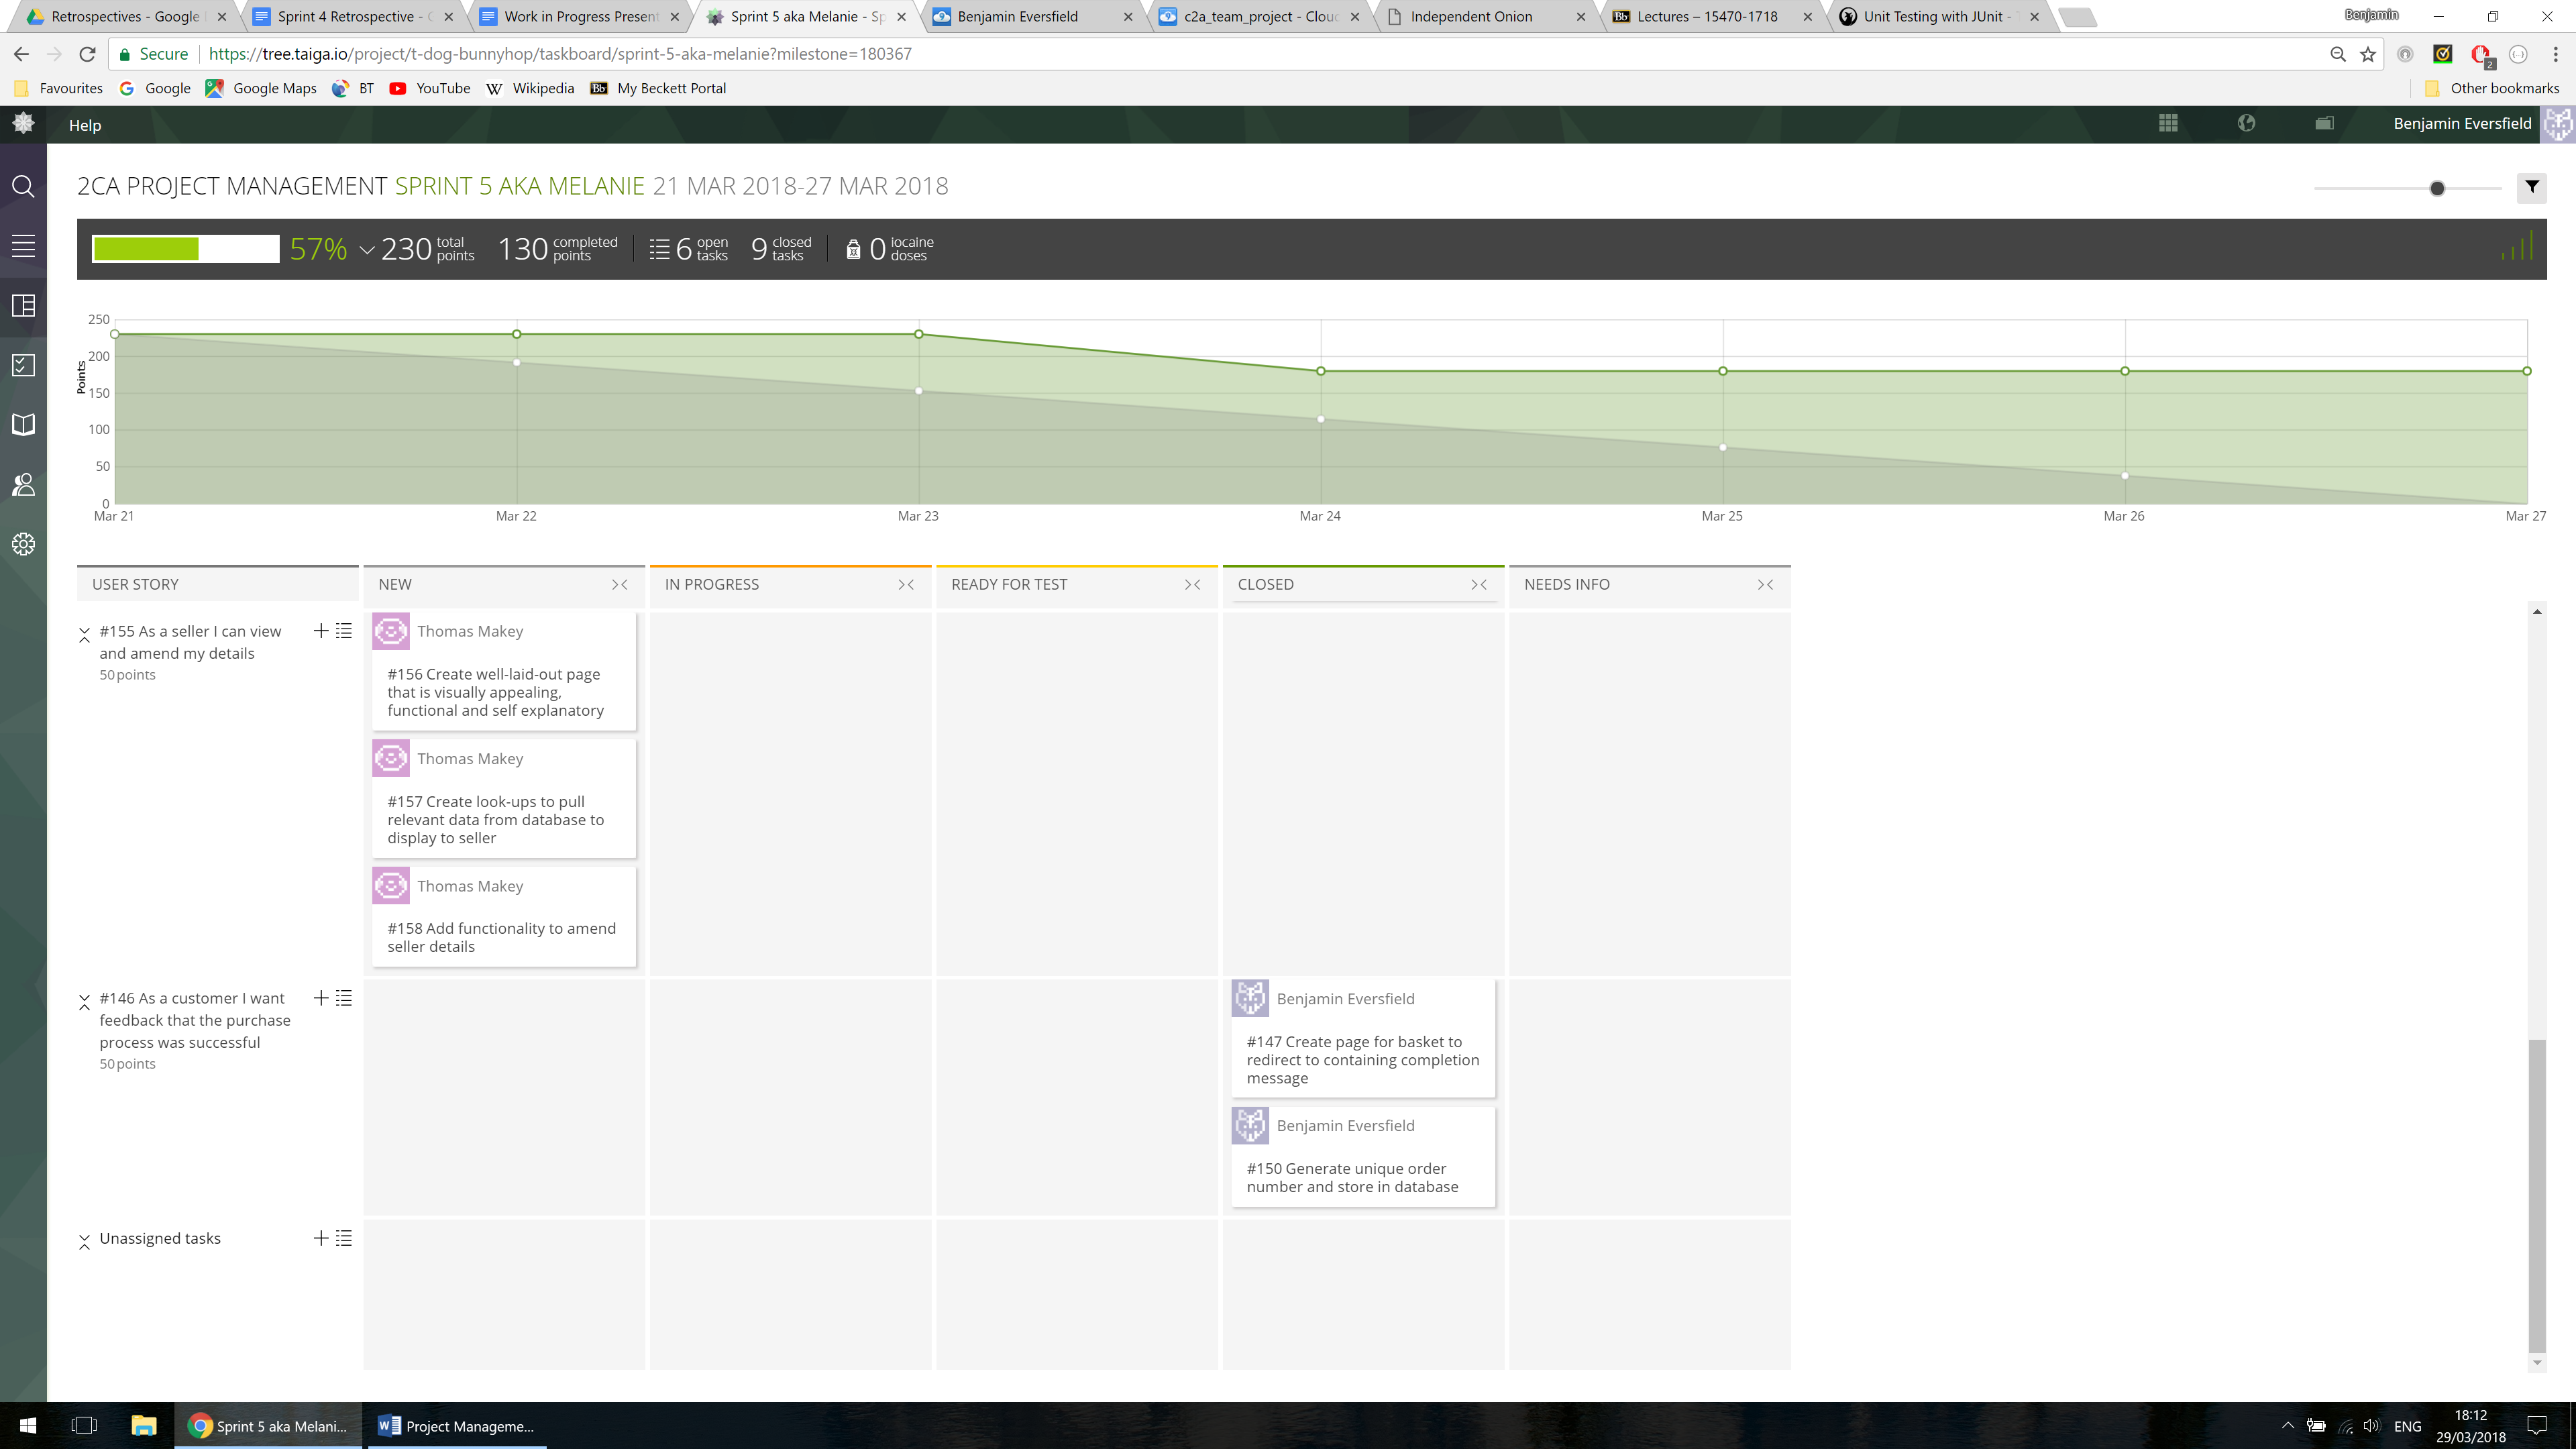 Retrospectives - Google
Sprint 4 Retrospective -
Work in Progress Present
Sprint 5 aka Melanie - Sp
Benjamin Eversfield
c2a_team_project - Clou
Independent Onion
Lectures – 15470-1718
Unit Testing with JUnit -
Benjamin
Secure
https://tree.taiga.io/project/t-dog-bunnyhop/taskboard/sprint-5-aka-melanie?milestone=180367
2
Favourites
Google
Google Maps
BT
YouTube
Wikipedia
Bb
My Beckett Portal
Other bookmarks
Help
Benjamin Eversfield
2CA PROJECT MANAGEMENT SPRINT 5 AKA MELANIE 21 MAR 2018-27 MAR 2018
57%
230 total points
130 completed points
6 open tasks
9 closed tasks
0 iocaine doses
Points
250
200
150
100
50
0
Mar 21
Mar 22
Mar 23
Mar 24
Mar 25
Mar 26
Mar 27
USER STORY
NEW
IN PROGRESS
READY FOR TEST
CLOSED
NEEDS INFO
#155 As a seller I can view
and amend my details
50 points
Thomas Makey
#156 Create well-laid-out page
that is visually appealing,
functional and self explanatory
Thomas Makey
#157 Create look-ups to pull
relevant data from database to
display to seller
Thomas Makey
#158 Add functionality to amend
seller details
#146 As a customer I want
feedback that the purchase
process was successful
50 points
Benjamin Eversfield
#147 Create page for basket to
redirect to containing completion
message
Benjamin Eversfield
#150 Generate unique order
number and store in database
Unassigned tasks
Sprint 5 aka Melani...
Project Manageme...
ENG
18:12
29/03/2018